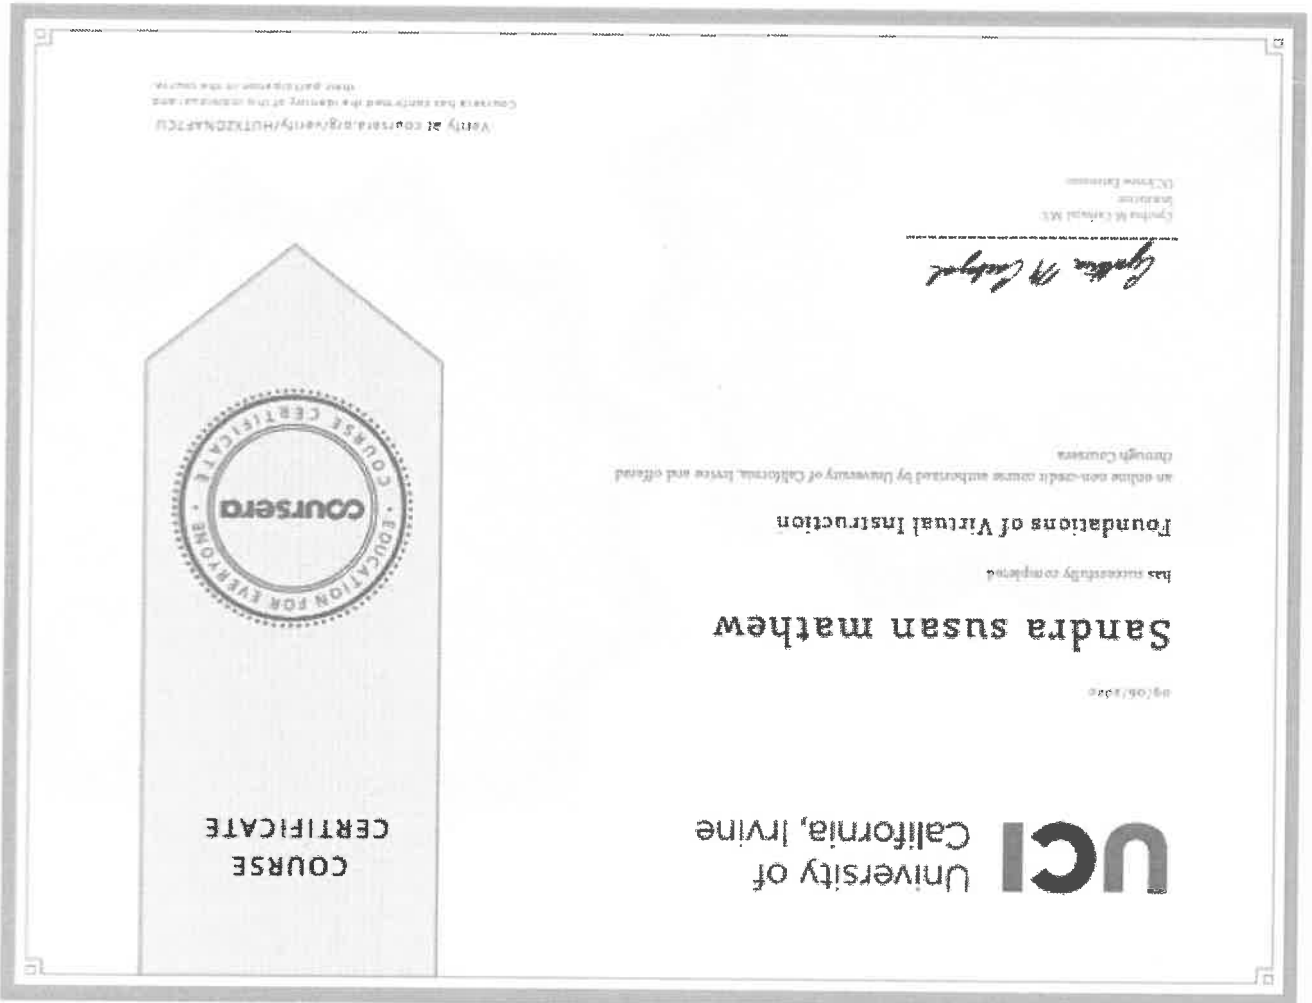 UCI
University of
California, Irvine
COURSE
CERTIFICATE
Sandra susan mathew
has successfully completed
Foundations of Virtual Instruction
an online non-credit course authorized by University of California, Irvine and offered
through Coursera
coursera
EDUCATION FOR EVERYONE • COURSE CERTIFICATE •
Instructor
UC Irvine Extension
Verify at coursera.org/verify/
Coursera has confirmed the identity of this individual and
their participation in the course.